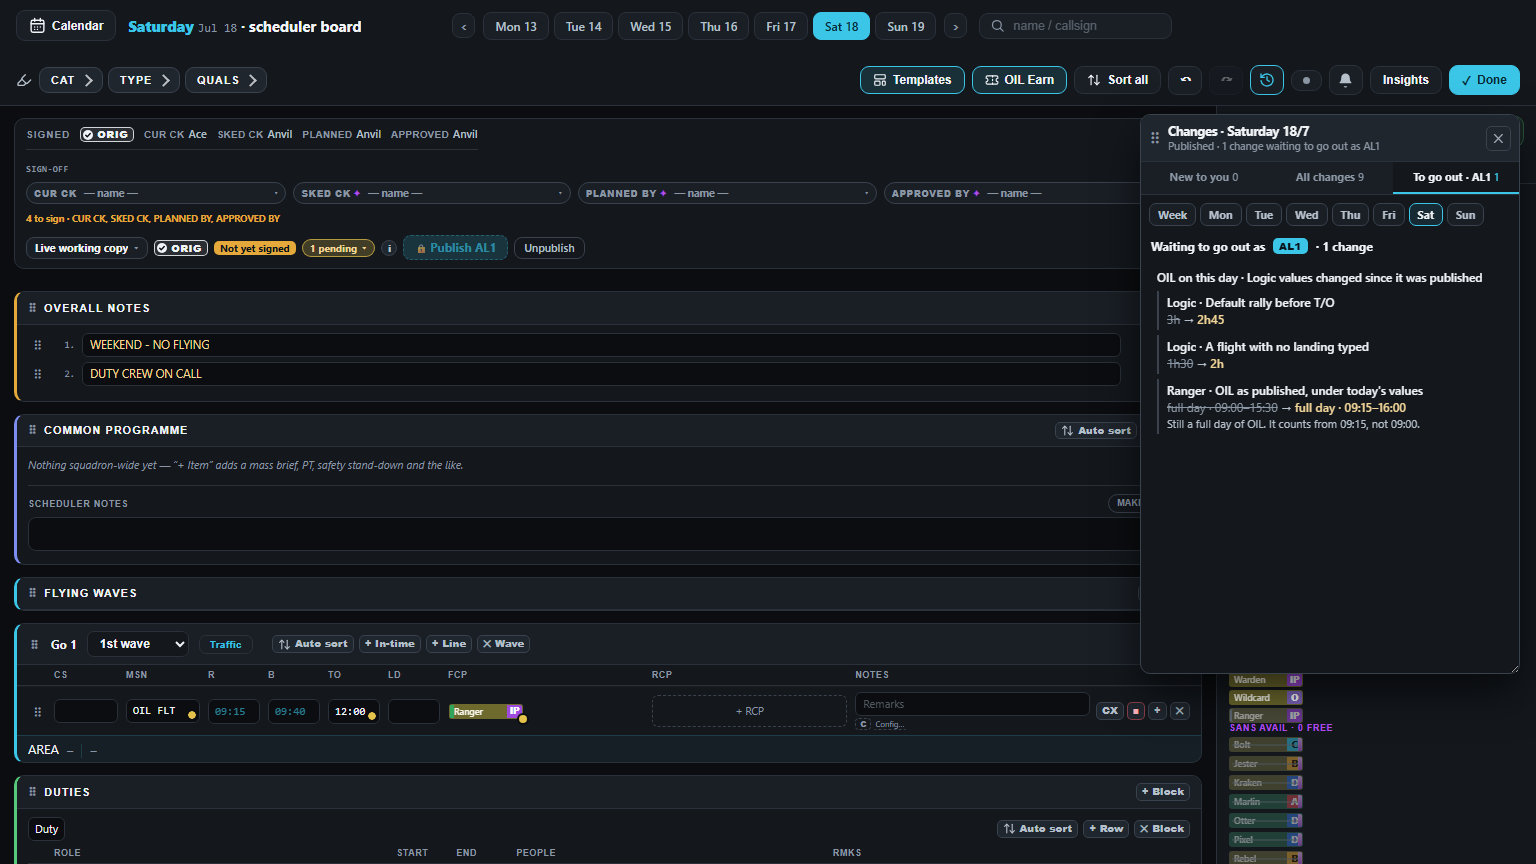 Calendar
Saturday Jul 18 · scheduler board
Mon 13
Tue 14
Wed 15
Thu 16
Fri 17
Sat 18
Sun 19
name / callsign
CAT
TYPE
QUALS
Templates
OIL Earn
Sort all
Insights
✓ Done
SIGNED ORIG CUR CK Ace SKED CK Anvil PLANNED Anvil APPROVED Anvil
SIGN-OFF
CUR CK — name —
SKED CK ✦ — name —
PLANNED BY ✦ — name —
APPROVED BY ✦ — name —
4 to sign · CUR CK, SKED CK, PLANNED BY, APPROVED BY
Live working copy
ORIG
Not yet signed
1 pending
i
Publish AL1
Unpublish
OVERALL NOTES
1. WEEKEND - NO FLYING
2. DUTY CREW ON CALL
COMMON PROGRAMME
Auto sort
Nothing squadron-wide yet — "+ Item" adds a mass brief, PT, safety stand-down and the like.
SCHEDULER NOTES
FLYING WAVES
Go 1
1st wave
Traffic
Auto sort
+ In-time
+ Line
✕ Wave
CS MSN R B TO LD FCP RCP NOTES
OIL FLT
09:15
09:40
12:00
Ranger IP
+ RCP
Remarks
C Config...
CX
AREA – | –
DUTIES
+ Block
Duty
Auto sort
+ Row
✕ Block
ROLE START END PEOPLE RMKS
Changes · Saturday 18/7
Published · 1 change waiting to go out as AL1
New to you 0
All changes 9
To go out · AL1 1
Week
Mon
Tue
Wed
Thu
Fri
Sat
Sun
Waiting to go out as AL1 · 1 change
OIL on this day · Logic values changed since it was published
Logic · Default rally before T/O
3h → 2h45
Logic · A flight with no landing typed
1h30 → 2h
Ranger · OIL as published, under today's values
full day · 09:00–15:30 → full day · 09:15–16:00
Still a full day of OIL. It counts from 09:15, not 09:00.
Warden IP
Wildcard O
Ranger IP
SANS AVAIL · 0 FREE
Bolt C
Jester B
Kraken D
Marlin A
Otter D
Pixel D
Rebel